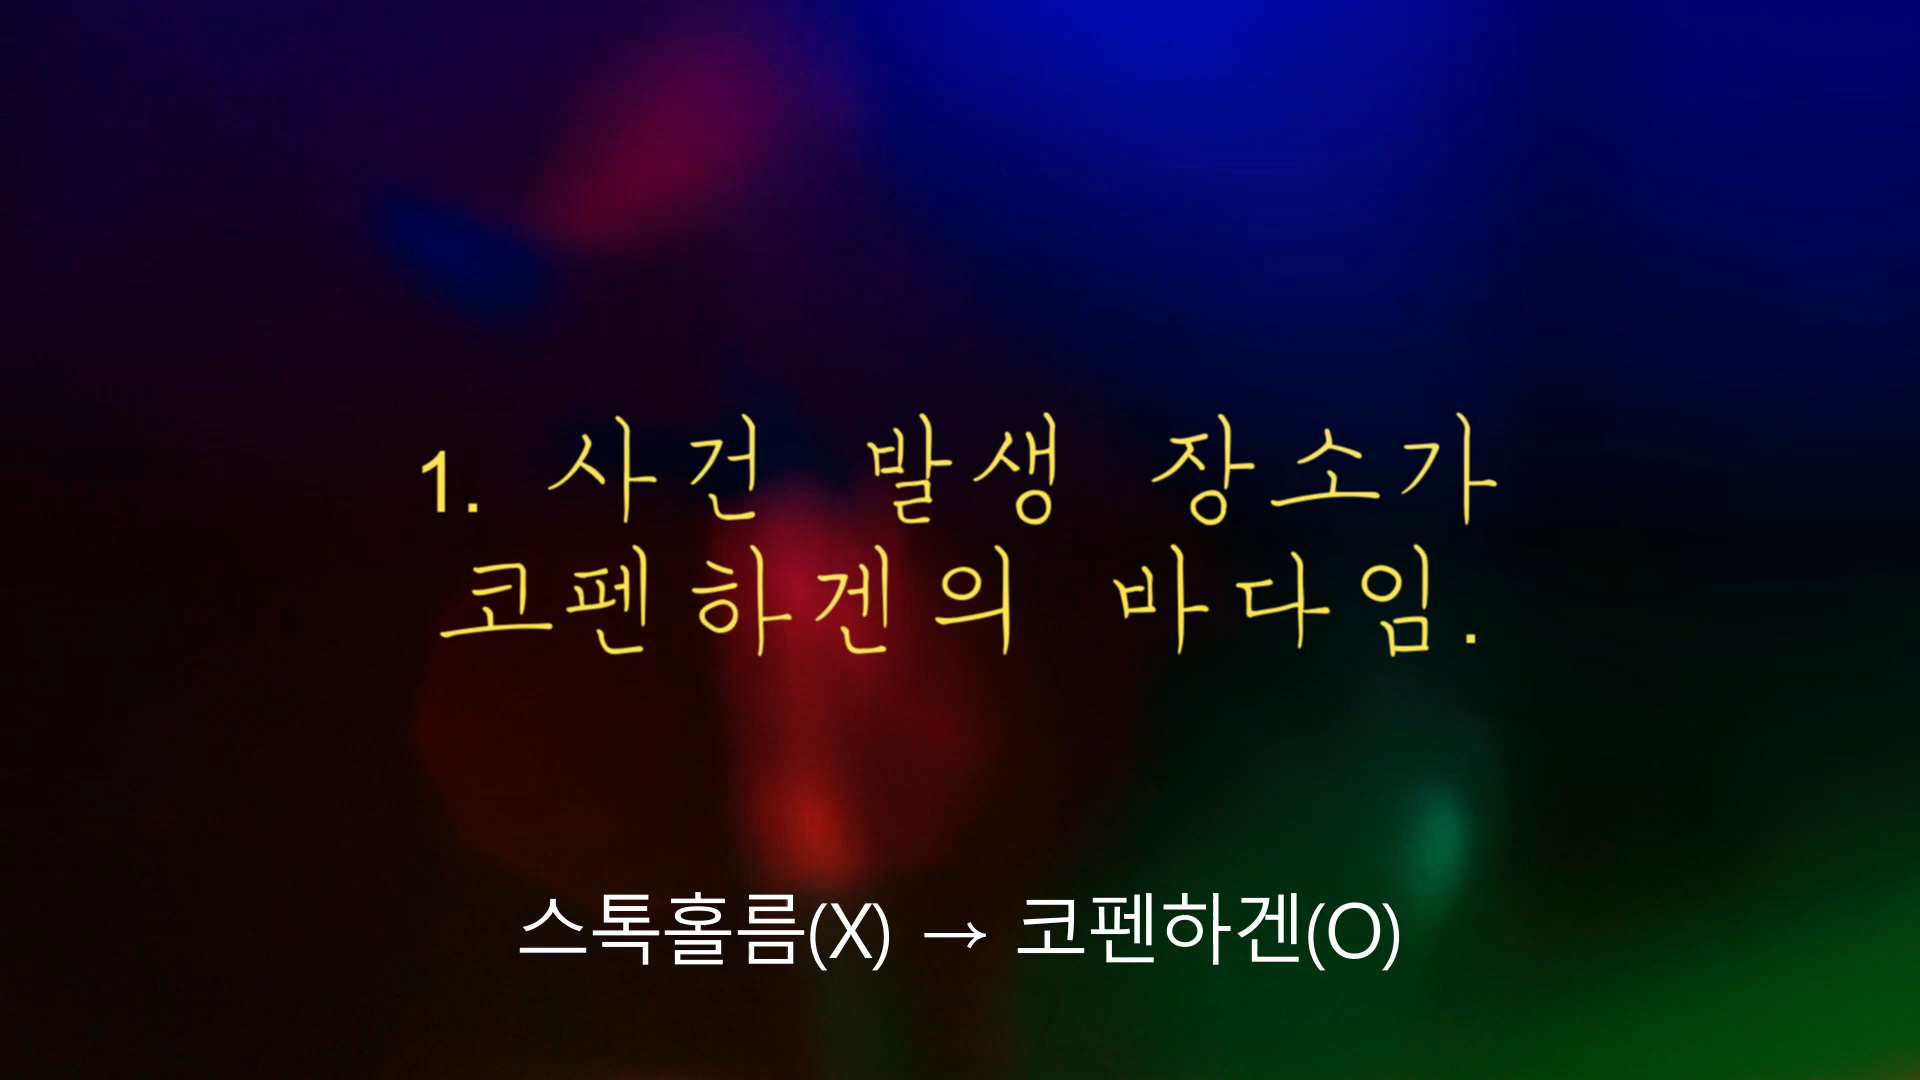 1. 사건 발생 장소가
코펜하겐의 바다임.
스톡홀름(X) → 코펜하겐(O)